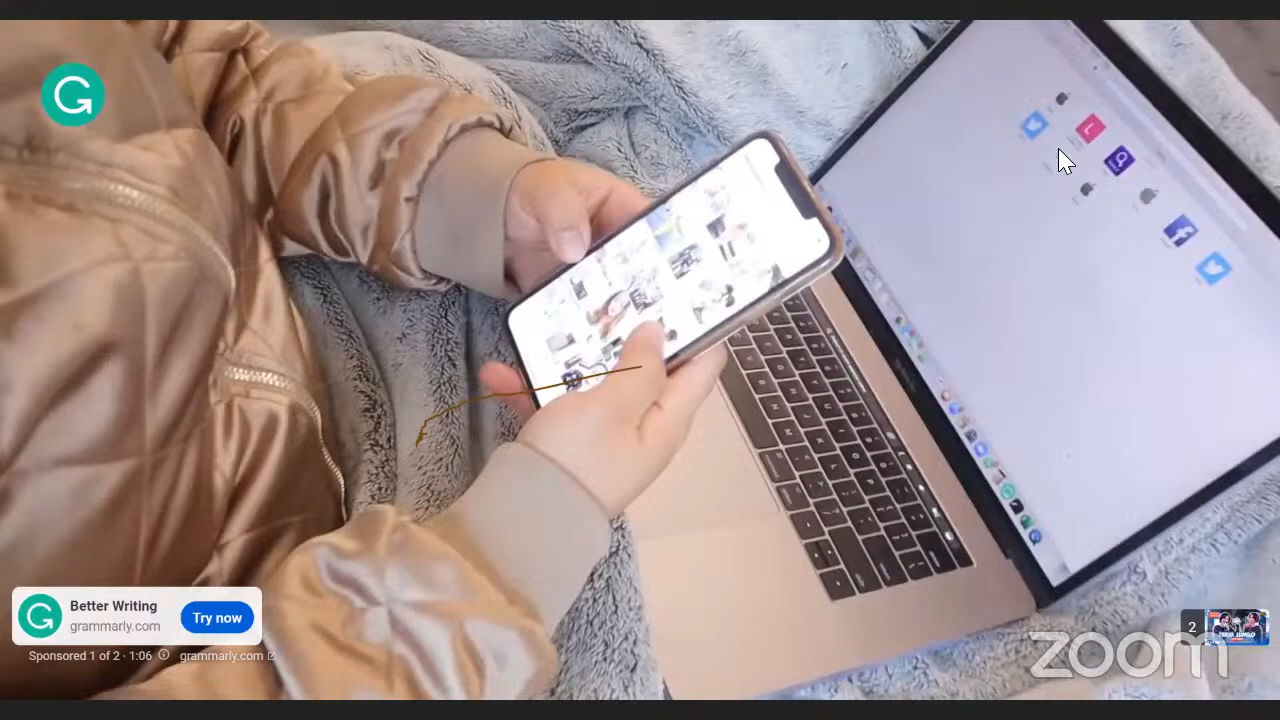 Better Writing
grammarly.com
Try now
Sponsored 1 of 2 · 1:06
grammarly.com
2
zoom